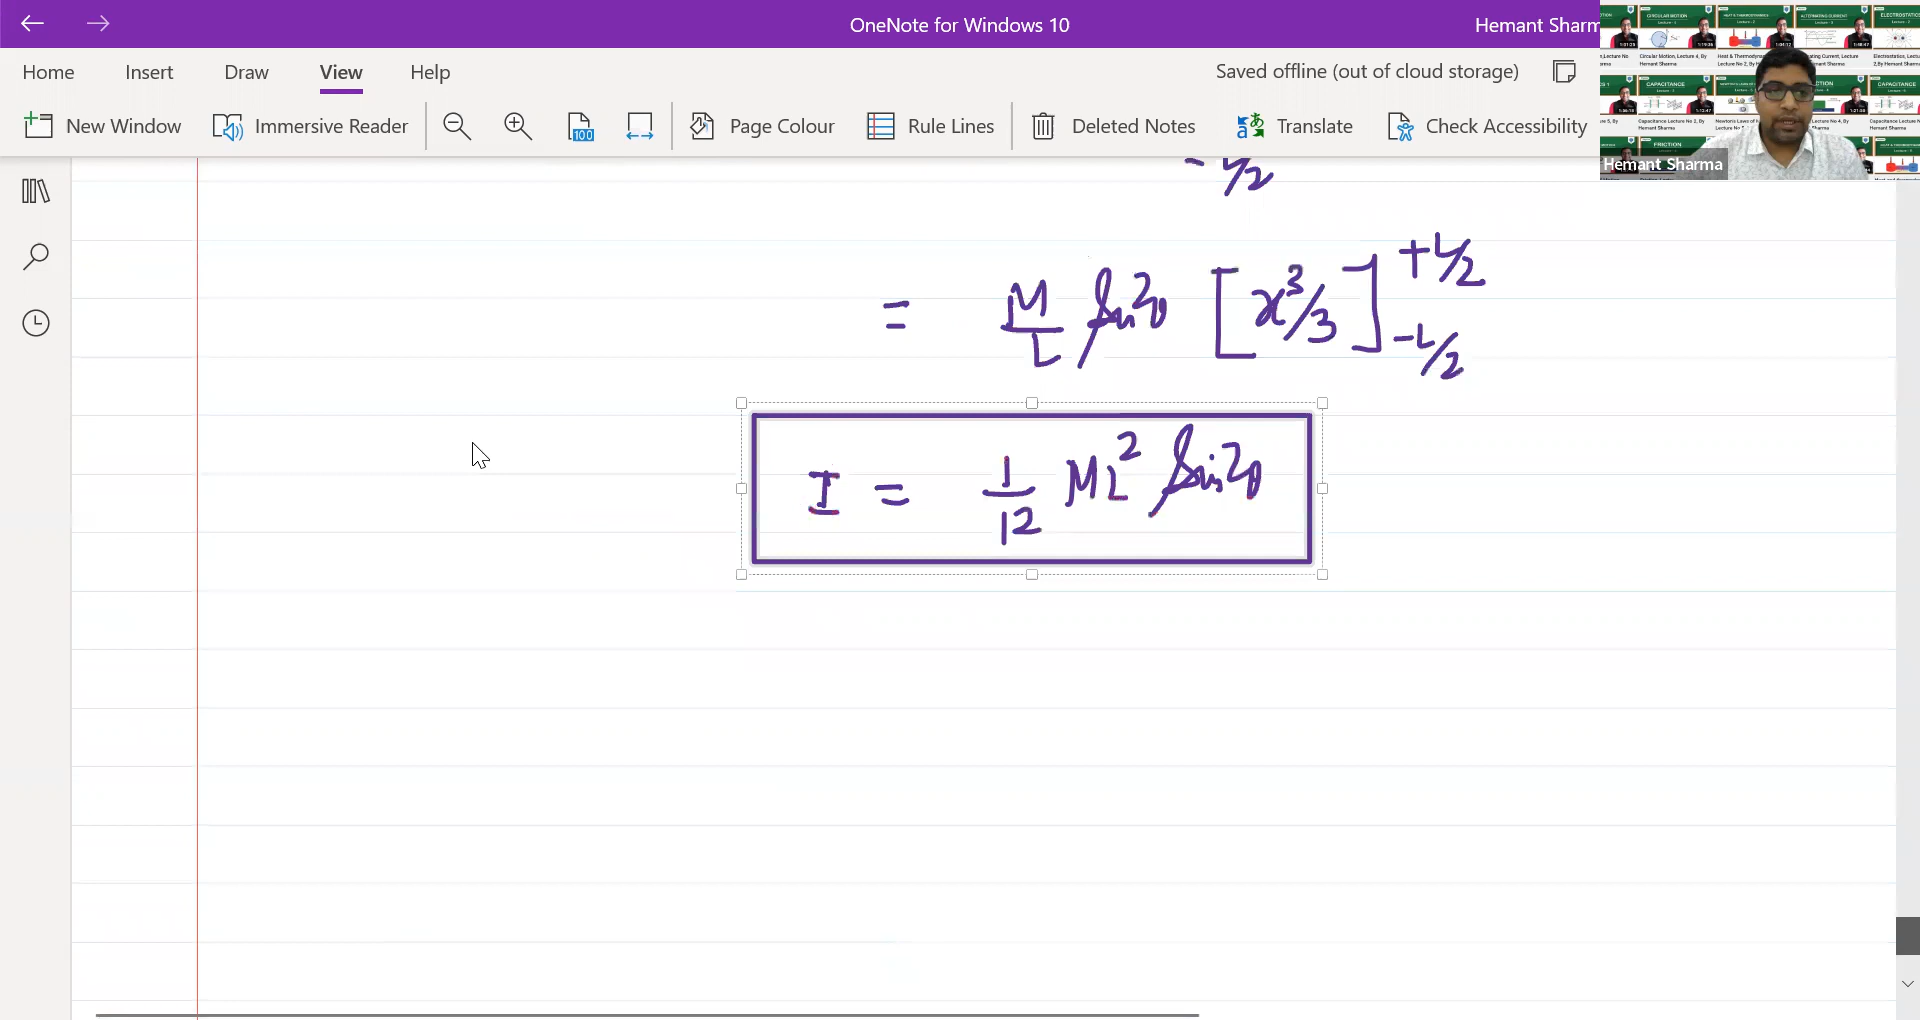 OneNote for Windows 10
Hemant Sharm
Home Insert Draw View Help
Saved offline (out of cloud storage)
New Window Immersive Reader 100 Page Colour Rule Lines Deleted Notes Translate Check Accessibility
Hemant Sharma
- L/2
= M/L sin²θ [x³/3] +L/2 -L/2
I = 1/12 ML² sin²θ